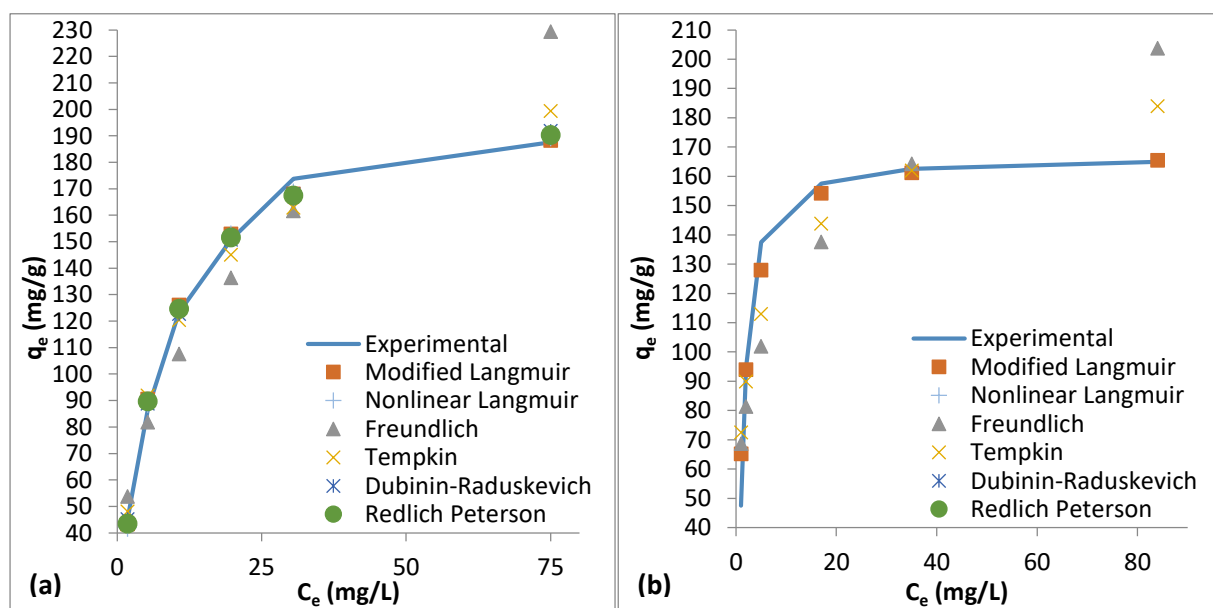 230
220
210
200
190
180
170
160
150
140
130
120
110
100
90
80
70
60
50
40
qe (mg/g)
0
25
50
75
Ce (mg/L)
(a)
Experimental
Modified Langmuir
Nonlinear Langmuir
Freundlich
Tempkin
Dubinin-Raduskevich
Redlich Peterson
210
200
190
180
170
160
150
140
130
120
110
100
90
80
70
60
50
40
qe (mg/g)
0
20
40
60
80
Ce (mg/L)
(b)
Experimental
Modified Langmuir
Nonlinear Langmuir
Freundlich
Tempkin
Dubinin-Raduskevich
Redlich Peterson